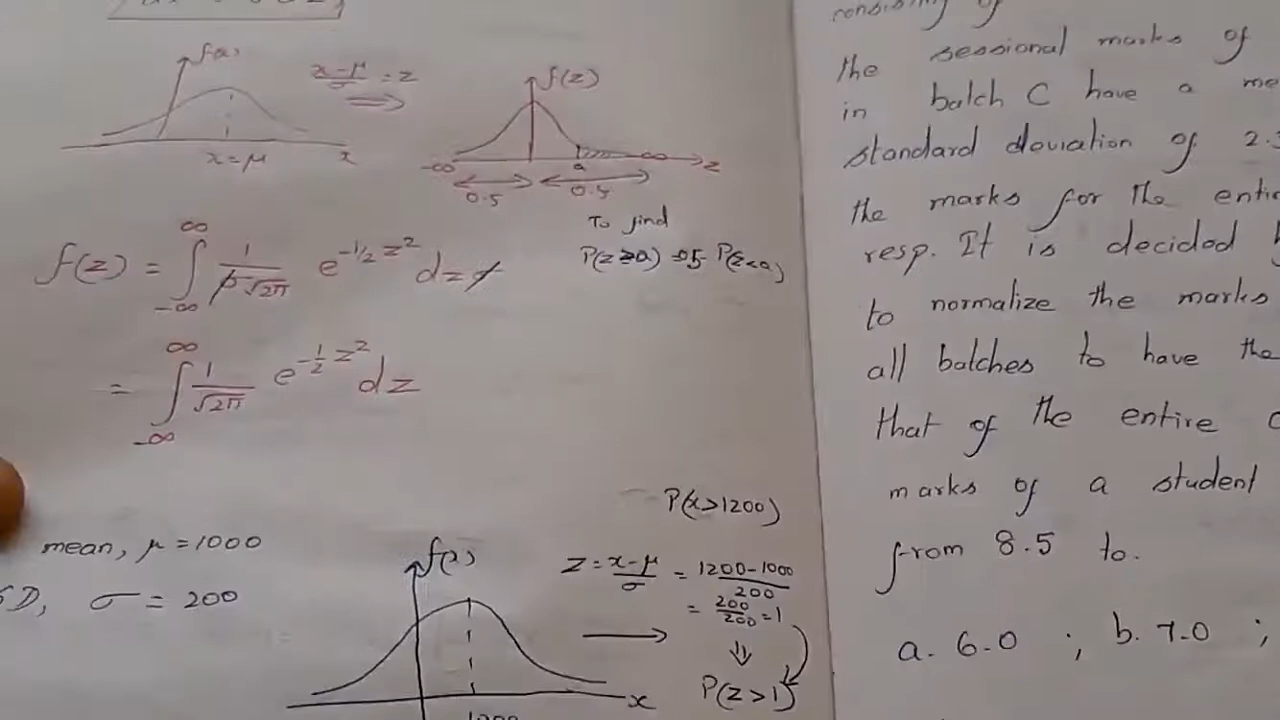 f(x)
x-μ/σ = z
⇒
x = μ
x
f(z)
-∞
a
∞
z
0.5
0.5
To find
P(z≥a) or P(z<a)
f(z) = ∫_{-∞}^{∞} 1/σ√2π e^{-1/2 z²} dz
= ∫_{-∞}^{∞} 1/√2π e^{-1/2 z²} dz
mean, μ = 1000
SD, σ = 200
f(x)
x
P(x>1200)
z = x-μ/σ = 1200-1000/200
= 200/200 = 1
⇓
P(z>1)
consisting of
the sessional marks of
in batch C have a
standard deviation of
the marks for the
resp. It is decided
to normalize the marks
all batches to have the
that of the entire
marks of a student
from 8.5 to.
a. 6.0 ; b. 7.0 ;